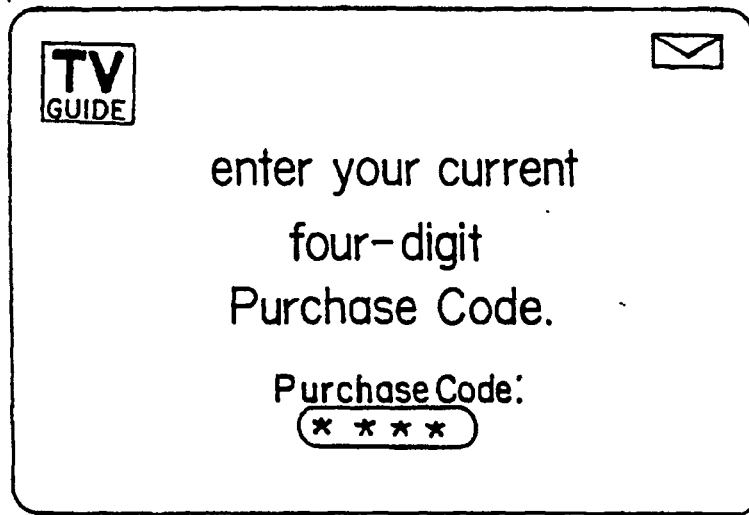 TV
GUIDE
enter your current
four-digit
Purchase Code.
Purchase Code:
* * * *